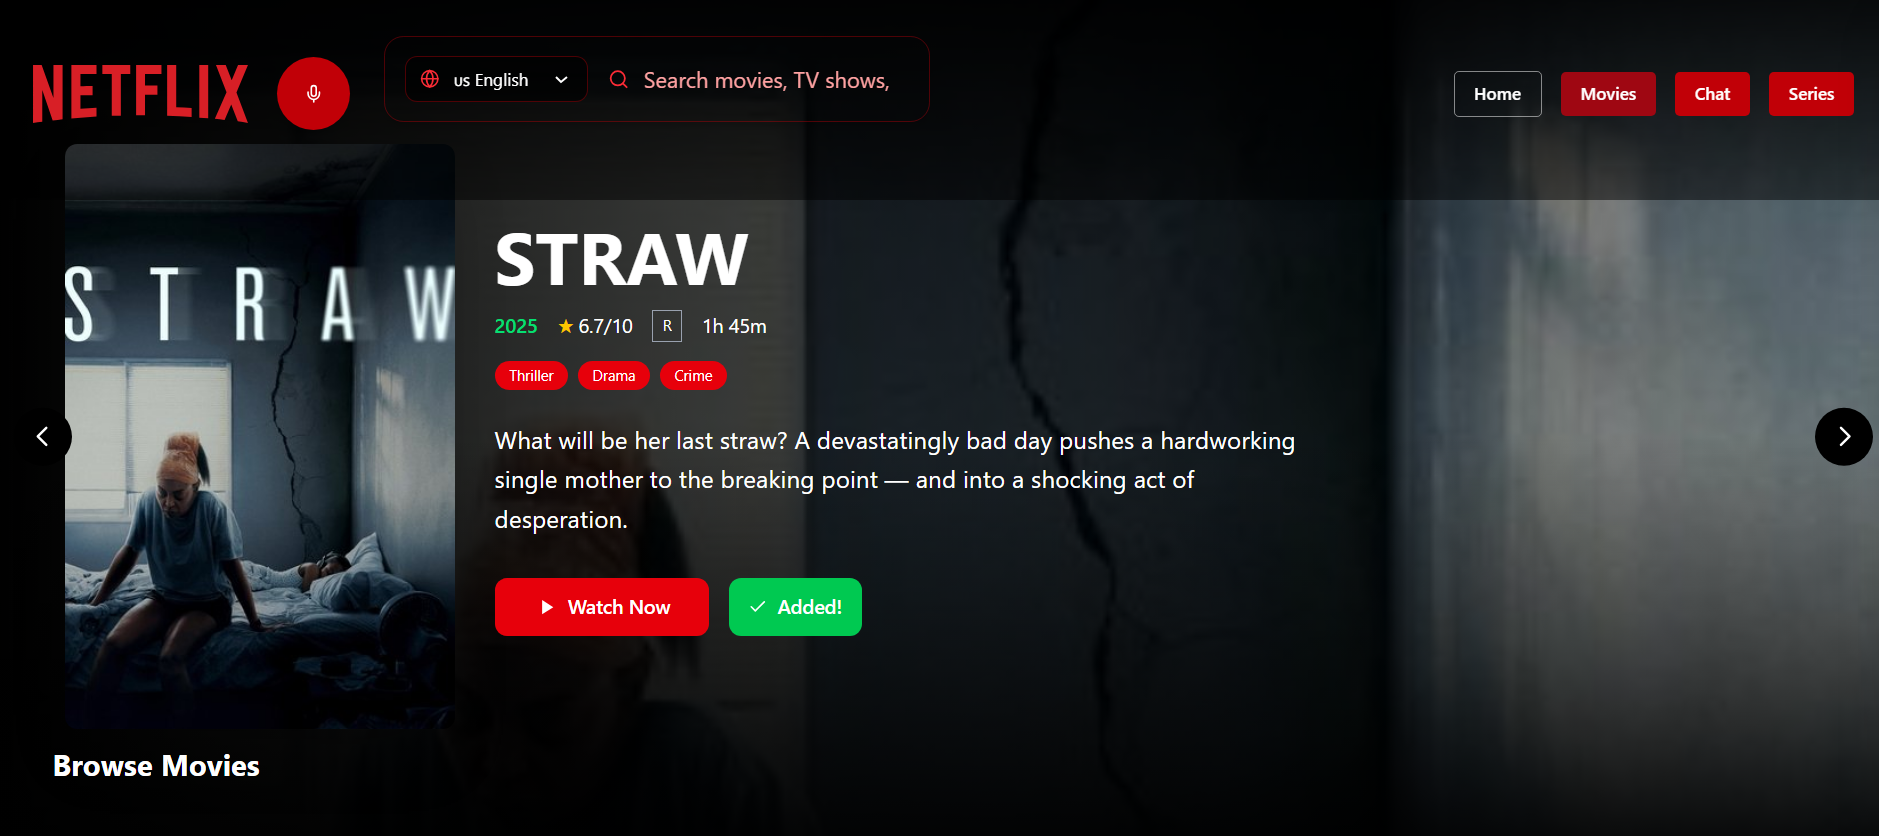 NETFLIX
us English
Search movies, TV shows,
Home
Movies
Chat
Series
STRAW
STRAW
2025 ★ 6.7/10 R 1h 45m
Thriller Drama Crime
What will be her last straw? A devastatingly bad day pushes a hardworking
single mother to the breaking point — and into a shocking act of
desperation.
Watch Now
Added!
Browse Movies